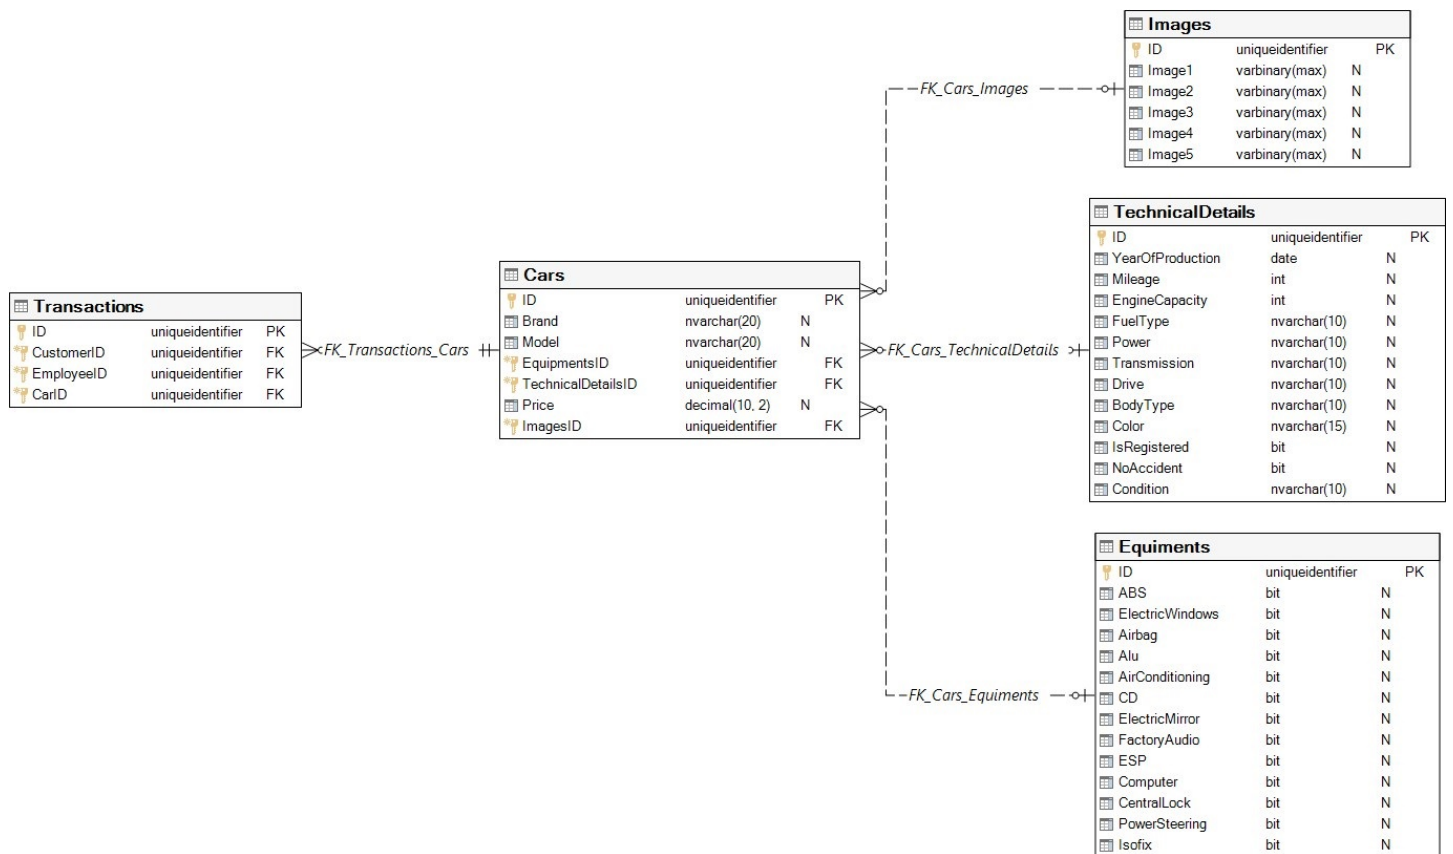 Images
ID uniqueidentifier PK
Image1 varbinary(max) N
Image2 varbinary(max) N
Image3 varbinary(max) N
Image4 varbinary(max) N
Image5 varbinary(max) N
FK_Cars_Images
TechnicalDetails
ID uniqueidentifier PK
YearOfProduction date N
Mileage int N
EngineCapacity int N
FuelType nvarchar(10) N
Power nvarchar(10) N
Transmission nvarchar(10) N
Drive nvarchar(10) N
BodyType nvarchar(10) N
Color nvarchar(15) N
IsRegistered bit N
NoAccident bit N
Condition nvarchar(10) N
FK_Cars_TechnicalDetails
Cars
ID uniqueidentifier PK
Brand nvarchar(20) N
Model nvarchar(20) N
EquipmentsID uniqueidentifier FK
TechnicalDetailsID uniqueidentifier FK
Price decimal(10, 2) N
ImagesID uniqueidentifier FK
Transactions
ID uniqueidentifier PK
CustomerID uniqueidentifier FK
EmployeeID uniqueidentifier FK
CarID uniqueidentifier FK
FK_Transactions_Cars
Equiments
ID uniqueidentifier PK
ABS bit N
ElectricWindows bit N
Airbag bit N
Alu bit N
AirConditioning bit N
CD bit N
ElectricMirror bit N
FactoryAudio bit N
ESP bit N
Computer bit N
CentralLock bit N
PowerSteering bit N
Isofix bit N
FK_Cars_Equiments